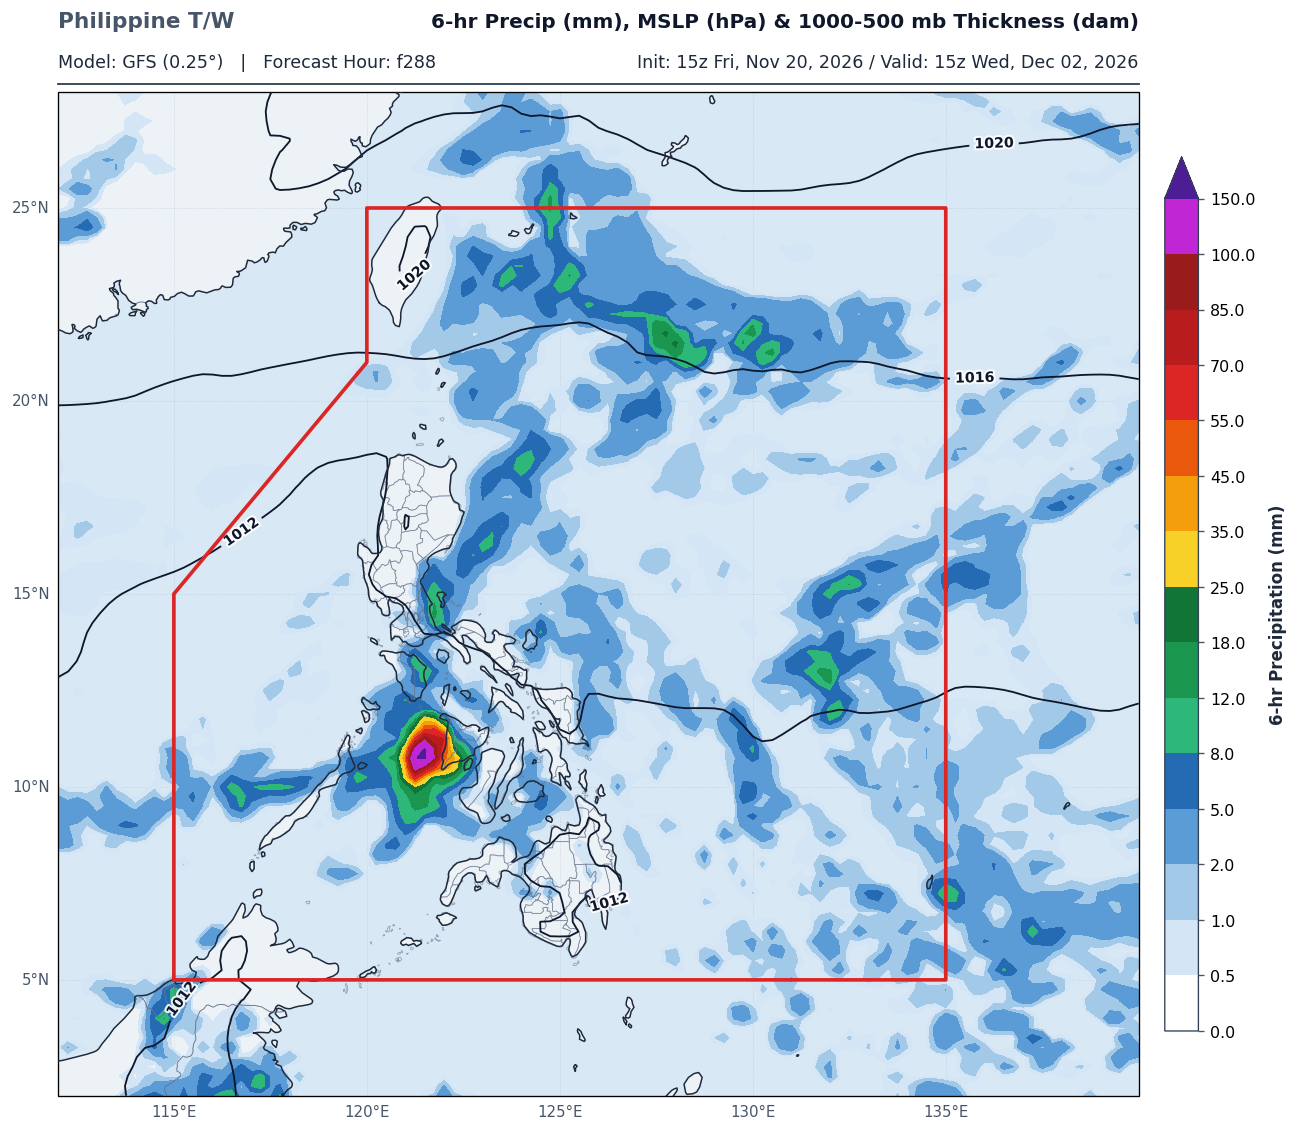 Philippine T/W
6-hr Precip (mm), MSLP (hPa) & 1000-500 mb Thickness (dam)
Model: GFS (0.25°)   |   Forecast Hour: f288
Init: 15z Fri, Nov 20, 2026 / Valid: 15z Wed, Dec 02, 2026
25°N
20°N
15°N
10°N
5°N
115°E
120°E
125°E
130°E
135°E
1020
1020
1016
1012
1012
1012
150.0
100.0
85.0
70.0
55.0
45.0
35.0
25.0
18.0
12.0
8.0
5.0
2.0
1.0
0.5
0.0
6-hr Precipitation (mm)